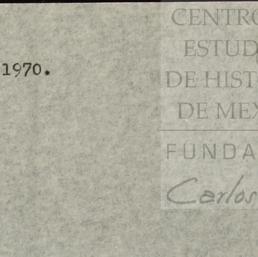 CENTRO
ESTUD
1970.
DE HIST
DE MEX
FUNDA
Carlos